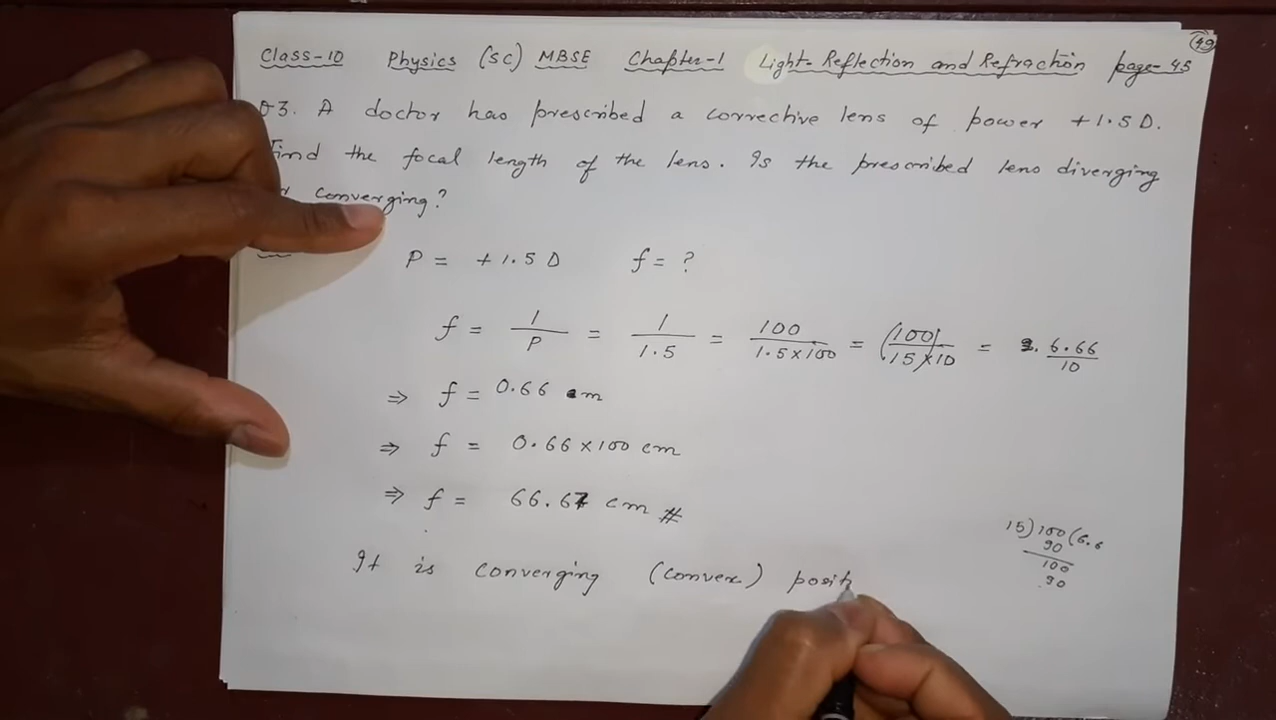 49
Class-10 Physics (SC) MBSE Chapter-1 Light-Reflection and Refraction page-45
Q3. A doctor has prescribed a corrective lens of power +1.5 D.
Find the focal length of the lens. Is the prescribed lens diverging
or converging?
P = +1.5 D f = ?
f = 1/P = 1/1.5 = 100/1.5×100 = (100)/15×10 = 6.66/10
⇒ f = 0.66 m
⇒ f = 0.66 × 100 cm
⇒ f = 66.67 cm #
15)100(6.6
90
100
90
It is converging (convex) posit